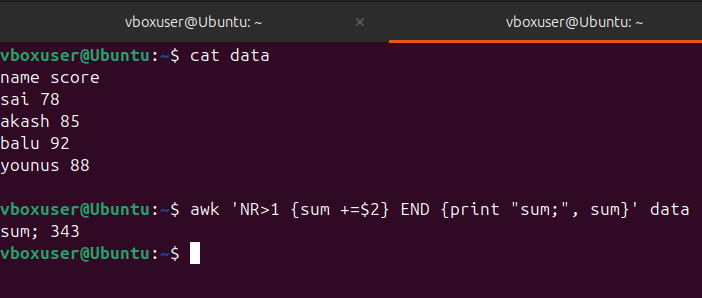 vboxuser@Ubuntu: ~ × vboxuser@Ubuntu: ~
vboxuser@Ubuntu:~$ cat data
name score
sai 78
akash 85
balu 92
younus 88

vboxuser@Ubuntu:~$ awk 'NR>1 {sum +=$2} END {print "sum;", sum}' data
sum; 343
vboxuser@Ubuntu:~$